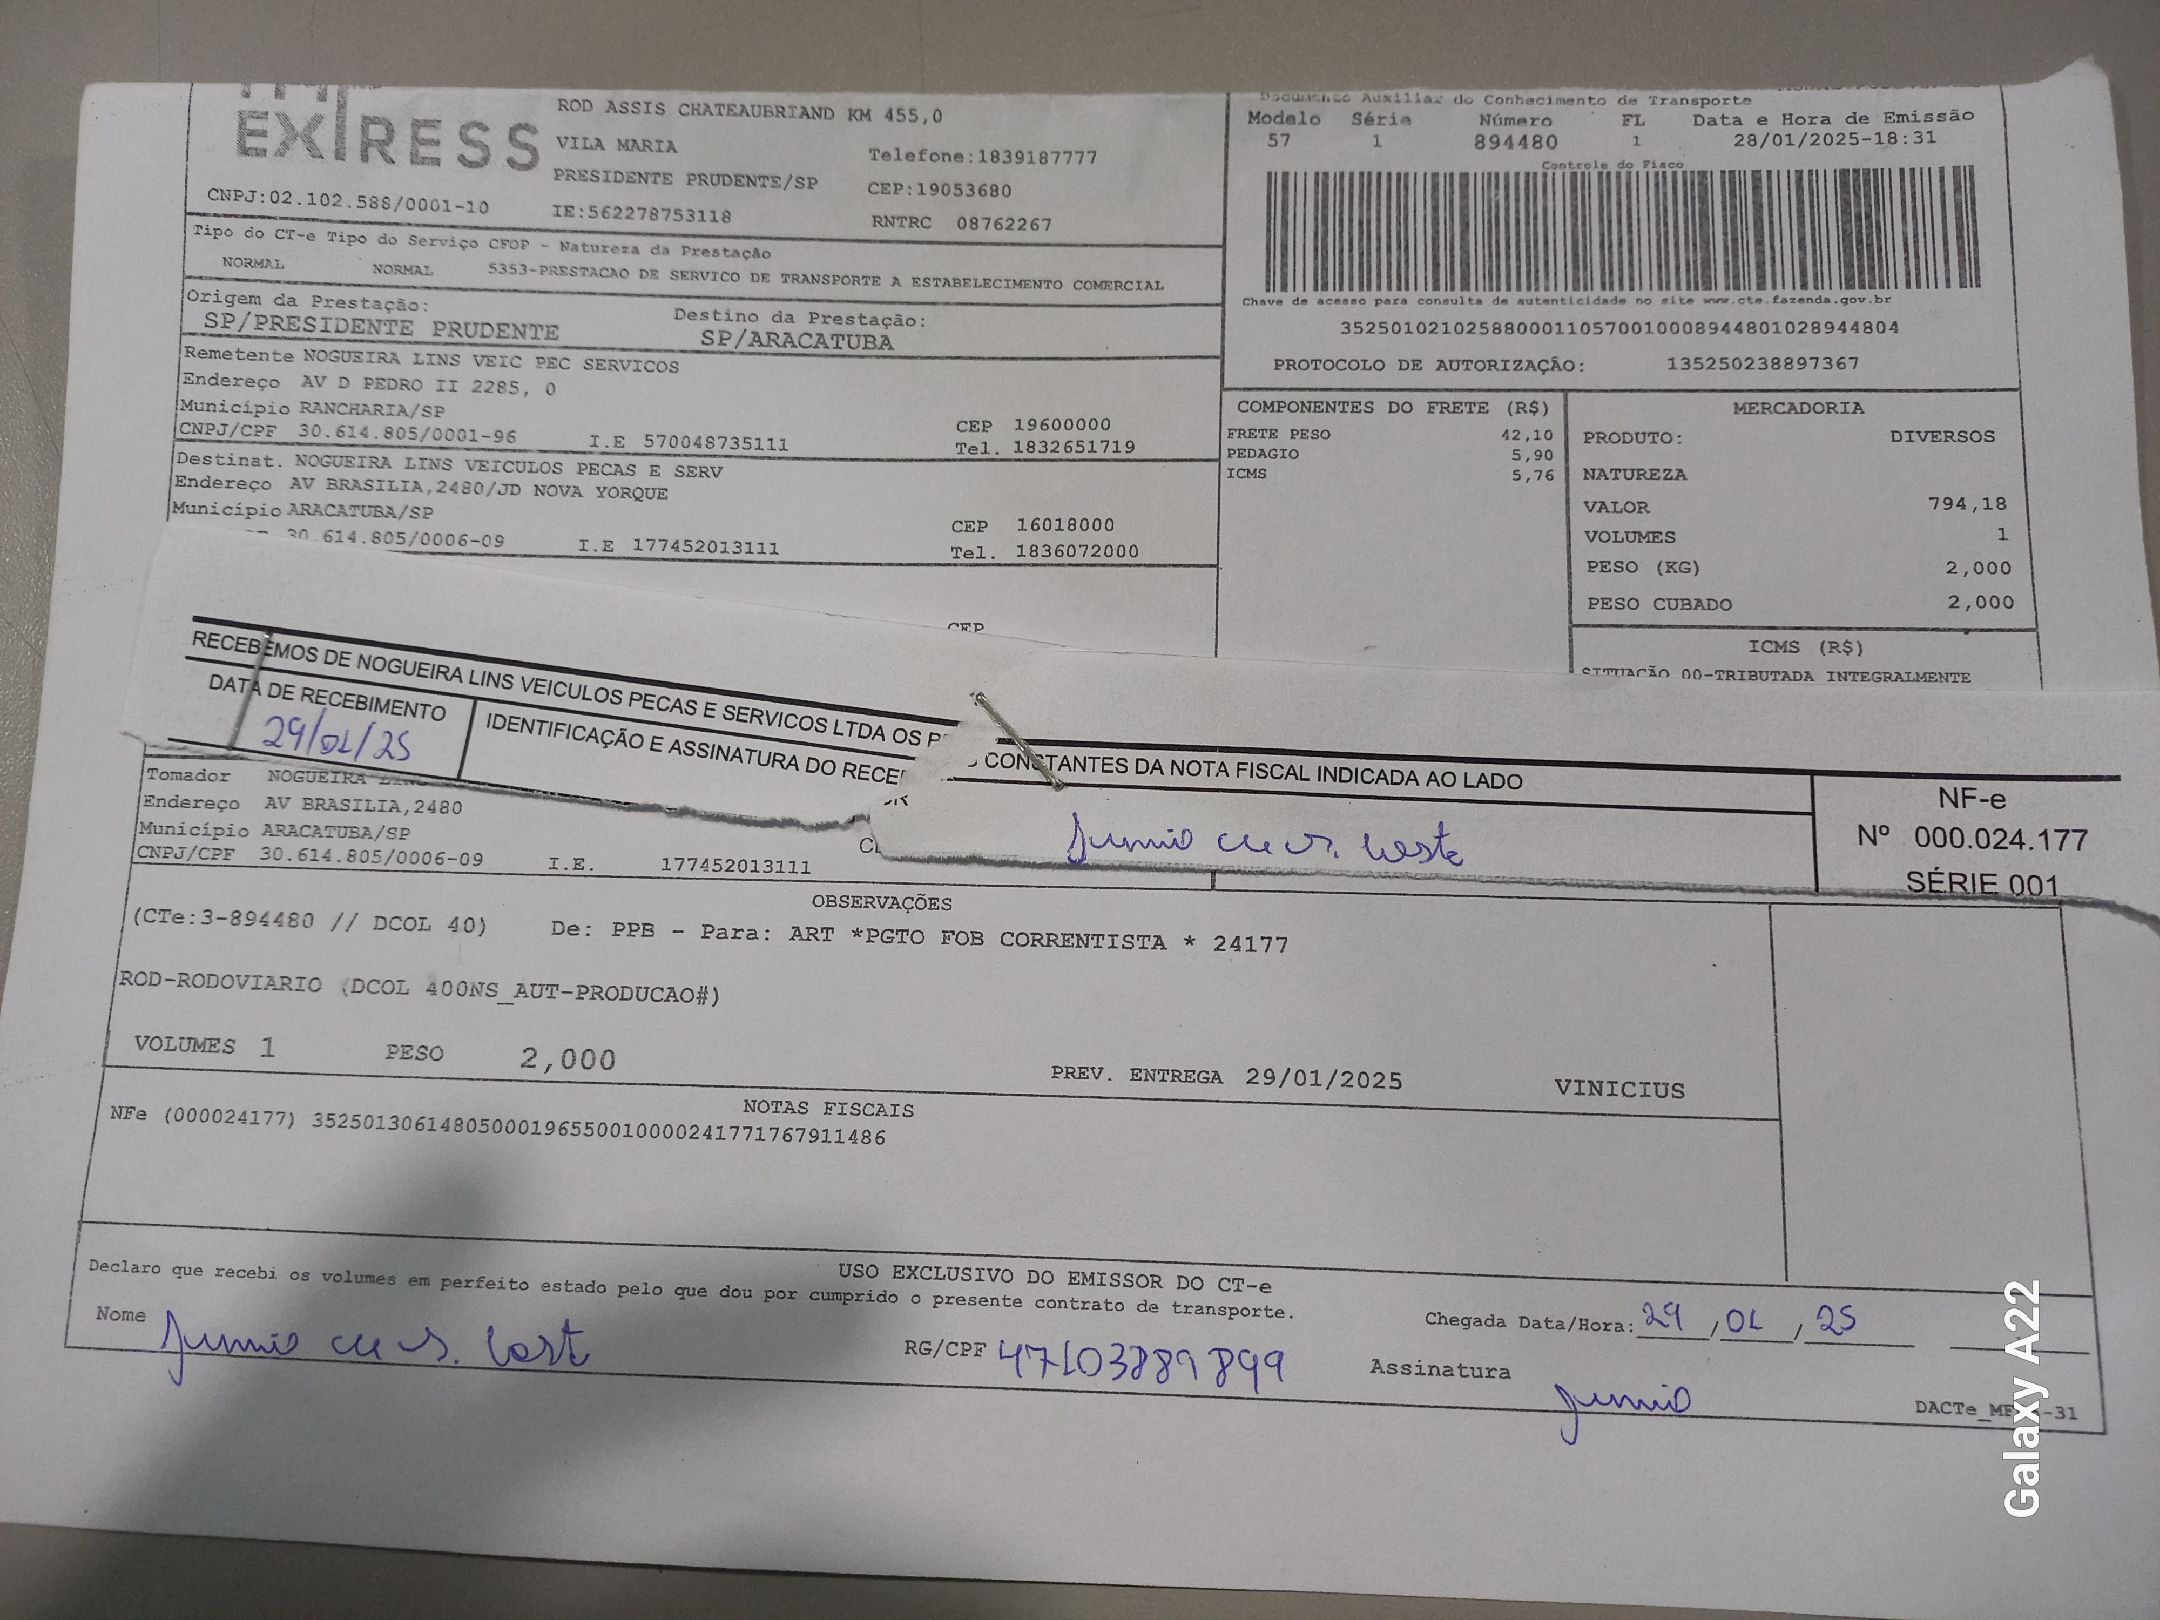 EXPRESS
ROD ASSIS CHATEAUBRIAND KM 455,0
VILA MARIA
Telefone:1839187777
PRESIDENTE PRUDENTE/SP
CEP:19053680
CNPJ:02.102.588/0001-10
IE:562278753118
RNTRC 08762267
Documento Auxiliar do Conhecimento de Transporte
Modelo Série Número FL Data e Hora de Emissão
57 1 894480 1 28/01/2025-18:31
Controle do Fisco
Chave de acesso para consulta de autenticidade no site www.cte.fazenda.gov.br
35250102102588000110570010008944801028944804
PROTOCOLO DE AUTORIZAÇÃO: 135250238897367
Tipo do CT-e Tipo do Serviço CFOP - Natureza da Prestação
NORMAL NORMAL 5353-PRESTACAO DE SERVICO DE TRANSPORTE A ESTABELECIMENTO COMERCIAL
Origem da Prestação: Destino da Prestação:
SP/PRESIDENTE PRUDENTE SP/ARACATUBA
Remetente NOGUEIRA LINS VEIC PEC SERVICOS
Endereço AV D PEDRO II 2285, 0
Município RANCHARIA/SP CEP 19600000
CNPJ/CPF 30.614.805/0001-96 I.E 570048735111 Tel. 1832651719
Destinat. NOGUEIRA LINS VEICULOS PECAS E SERV
Endereço AV BRASILIA,2480/JD NOVA YORQUE
Município ARACATUBA/SP CEP 16018000
30.614.805/0006-09 I.E 177452013111 Tel. 1836072000
CEP
COMPONENTES DO FRETE (R$)
FRETE PESO 42,10
PEDAGIO 5,90
ICMS 5,76
MERCADORIA
PRODUTO: DIVERSOS
NATUREZA
VALOR 794,18
VOLUMES 1
PESO (KG) 2,000
PESO CUBADO 2,000
ICMS (R$)
SITUAÇÃO 00-TRIBUTADA INTEGRALMENTE
RECEBEMOS DE NOGUEIRA LINS VEICULOS PECAS E SERVICOS LTDA OS P
CONSTANTES DA NOTA FISCAL INDICADA AO LADO
DATA DE RECEBIMENTO
29/01/25
IDENTIFICAÇÃO E ASSINATURA DO RECE
NF-e
Nº 000.024.177
SÉRIE 001
Tomador NOGUEIRA LINS
Endereço AV BRASILIA,2480
Município ARACATUBA/SP
CNPJ/CPF 30.614.805/0006-09 I.E. 177452013111
OBSERVAÇÕES
(CTe:3-894480 // DCOL 40) De: PPB - Para: ART *PGTO FOB CORRENTISTA * 24177
ROD-RODOVIARIO (DCOL 400NS_AUT-PRODUCAO#)
VOLUMES 1 PESO 2,000 PREV. ENTREGA 29/01/2025 VINICIUS
NOTAS FISCAIS
NFe (000024177) 35250130614805000196550010000241771767911486
USO EXCLUSIVO DO EMISSOR DO CT-e
Declaro que recebi os volumes em perfeito estado pelo que dou por cumprido o presente contrato de transporte.
Nome Junio
RG/CPF 47103889899
Chegada Data/Hora: 29, 01, 25
Assinatura Junio
DACTe_M -31
Galaxy A22